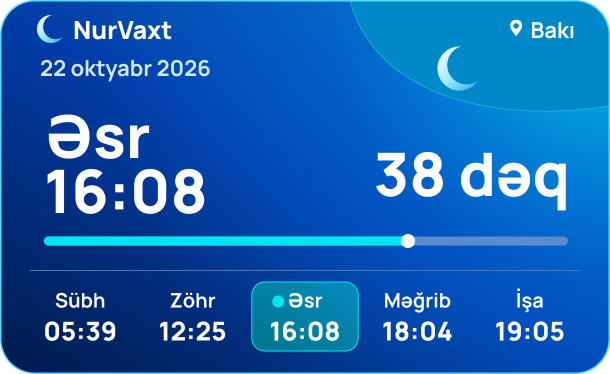 NurVaxt
Bakı
22 oktyabr 2026
Əsr
16:08
38 dəq
Sübh
05:39
Zöhr
12:25
Əsr
16:08
Məğrib
18:04
İşa
19:05